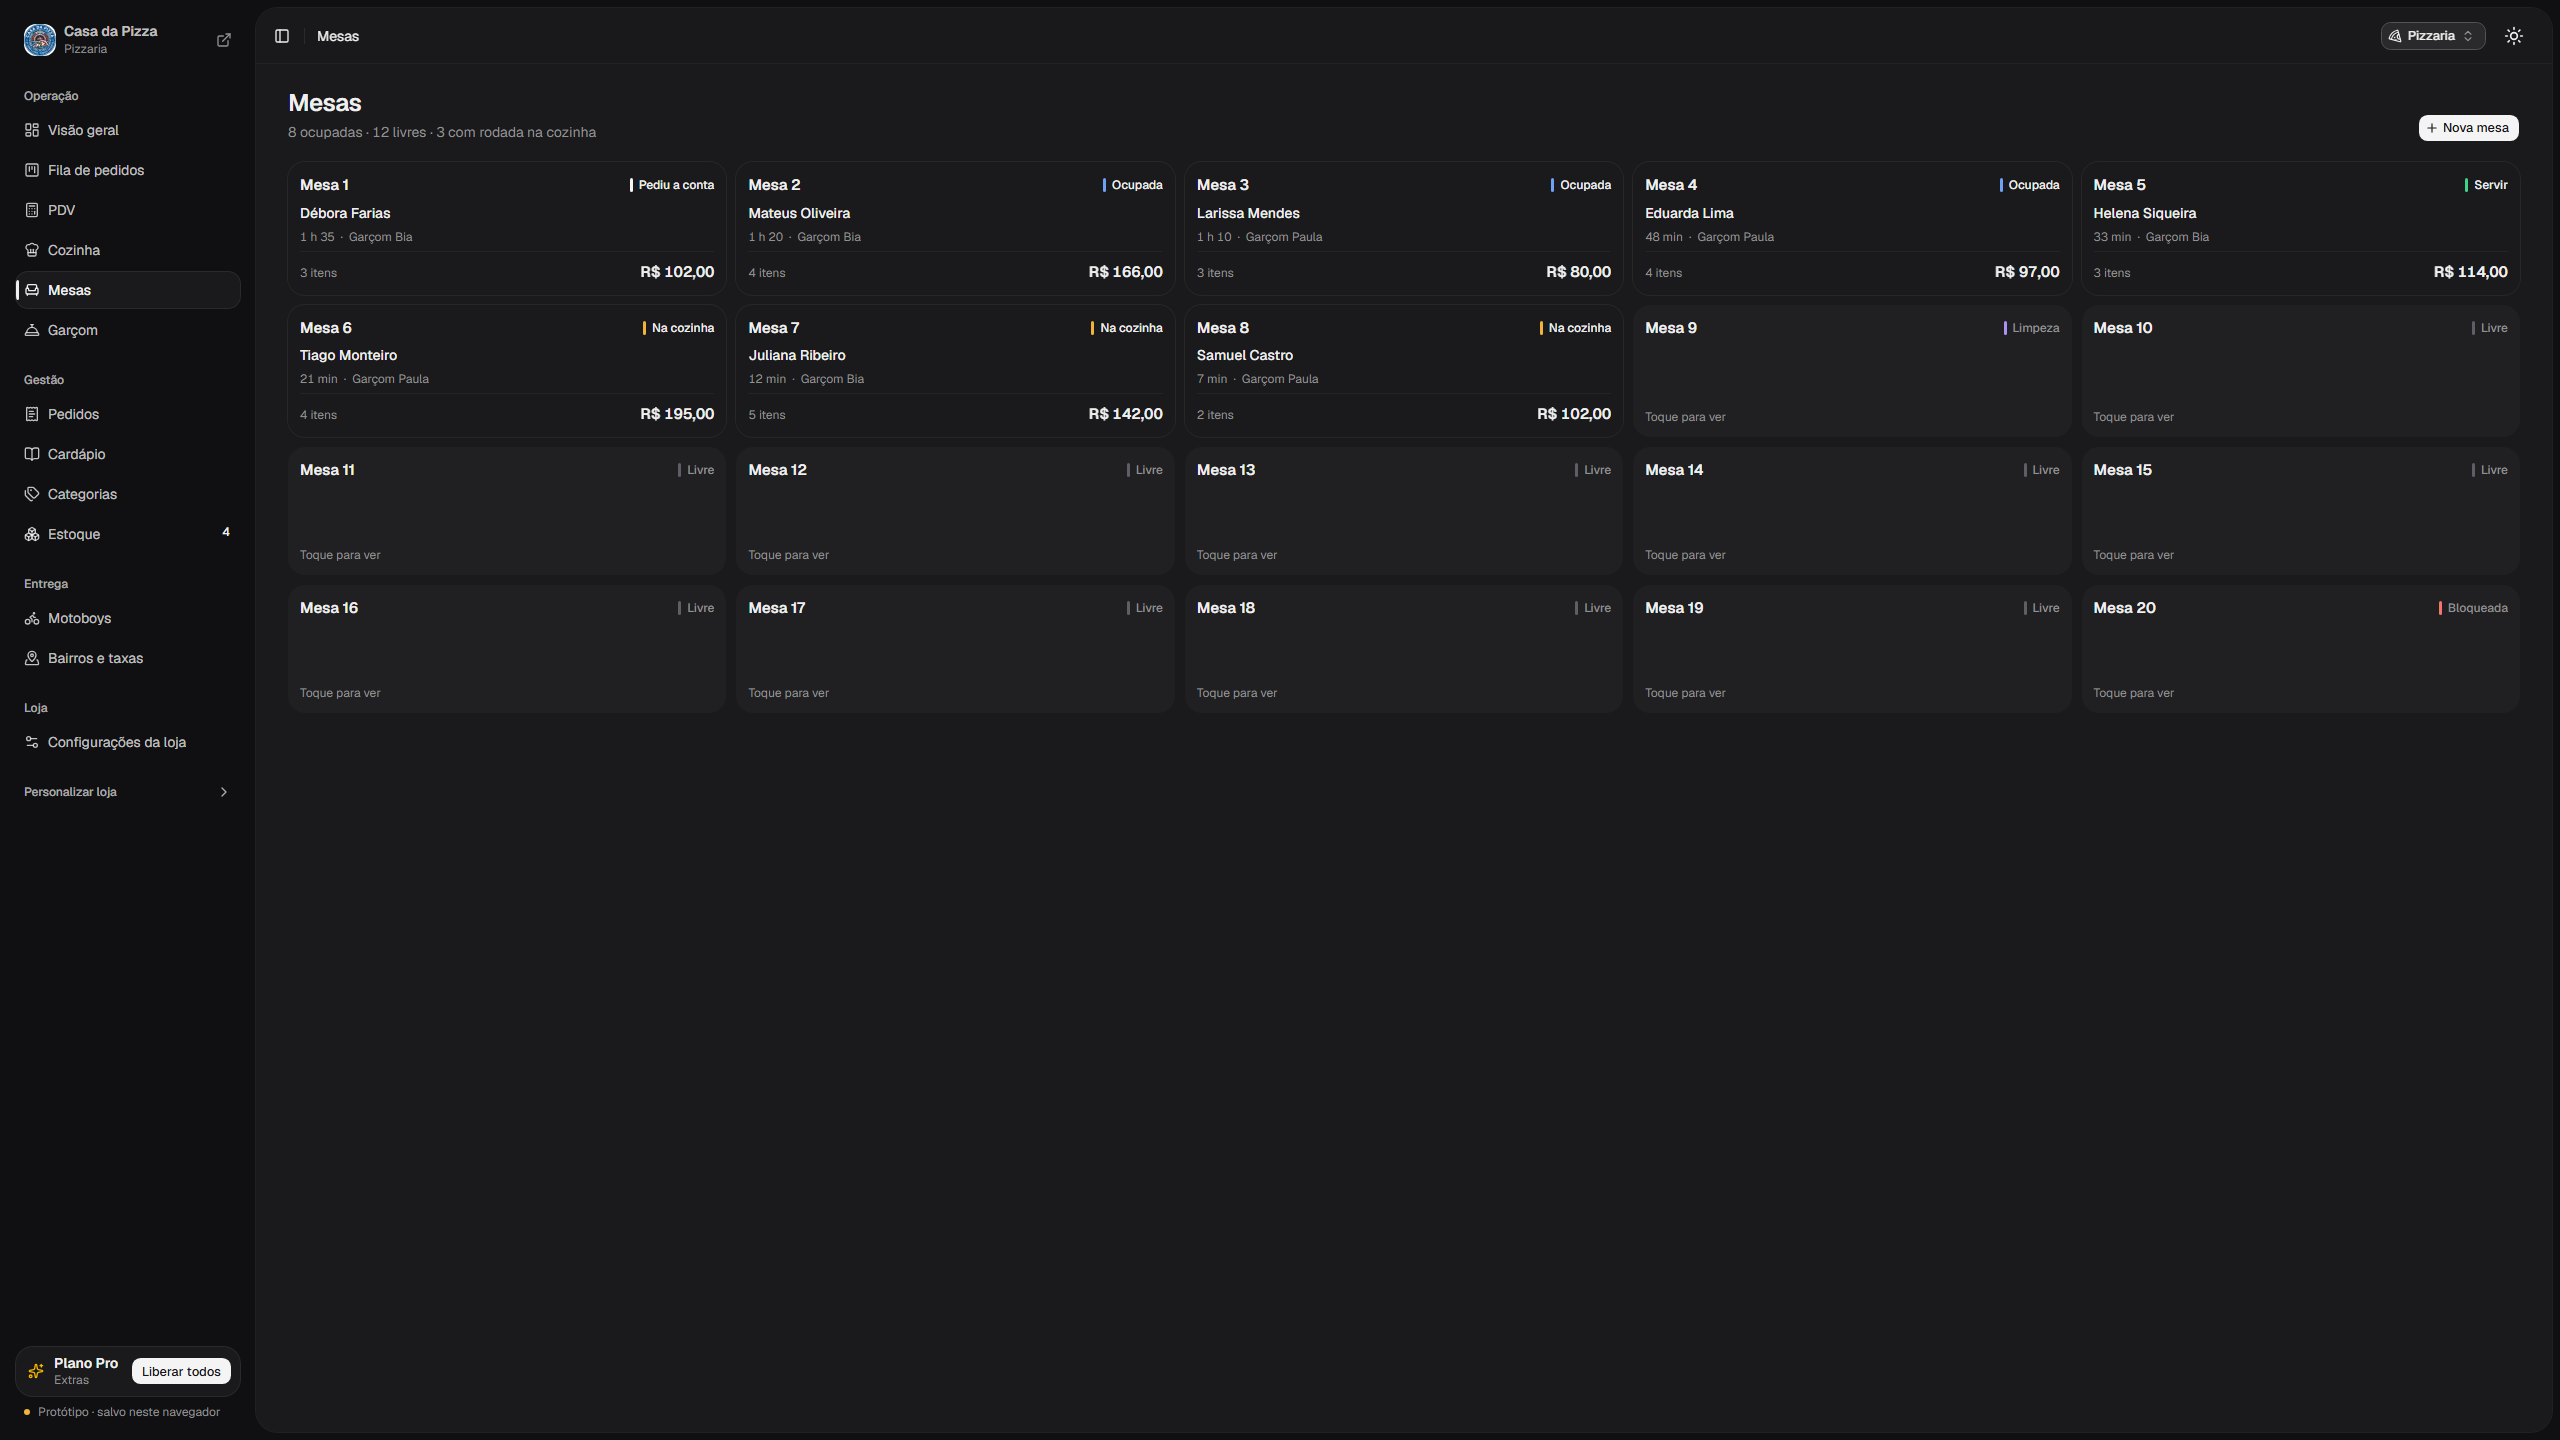 Casa da Pizza
Pizzaria
Operação
Visão geral
Fila de pedidos
PDV
Cozinha
Mesas
Garçom
Gestão
Pedidos
Cardápio
Categorias
Estoque 4
Entrega
Motoboys
Bairros e taxas
Loja
Configurações da loja
Personalizar loja
Plano Pro
Extras
Liberar todos
Protótipo · salvo neste navegador
Mesas
Pizzaria
Mesas
8 ocupadas · 12 livres · 3 com rodada na cozinha
+ Nova mesa
Mesa 1 Pediu a conta
Débora Farias
1 h 35 · Garçom Bia
3 itens R$ 102,00
Mesa 2 Ocupada
Mateus Oliveira
1 h 20 · Garçom Bia
4 itens R$ 166,00
Mesa 3 Ocupada
Larissa Mendes
1 h 10 · Garçom Paula
3 itens R$ 80,00
Mesa 4 Ocupada
Eduarda Lima
48 min · Garçom Paula
4 itens R$ 97,00
Mesa 5 Servir
Helena Siqueira
33 min · Garçom Bia
3 itens R$ 114,00
Mesa 6 Na cozinha
Tiago Monteiro
21 min · Garçom Paula
4 itens R$ 195,00
Mesa 7 Na cozinha
Juliana Ribeiro
12 min · Garçom Bia
5 itens R$ 142,00
Mesa 8 Na cozinha
Samuel Castro
7 min · Garçom Paula
2 itens R$ 102,00
Mesa 9 Limpeza
Toque para ver
Mesa 10 Livre
Toque para ver
Mesa 11 Livre
Toque para ver
Mesa 12 Livre
Toque para ver
Mesa 13 Livre
Toque para ver
Mesa 14 Livre
Toque para ver
Mesa 15 Livre
Toque para ver
Mesa 16 Livre
Toque para ver
Mesa 17 Livre
Toque para ver
Mesa 18 Livre
Toque para ver
Mesa 19 Livre
Toque para ver
Mesa 20 Bloqueada
Toque para ver